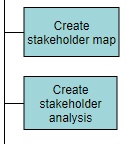 Create
stakeholder map
Create
stakeholder
analysis